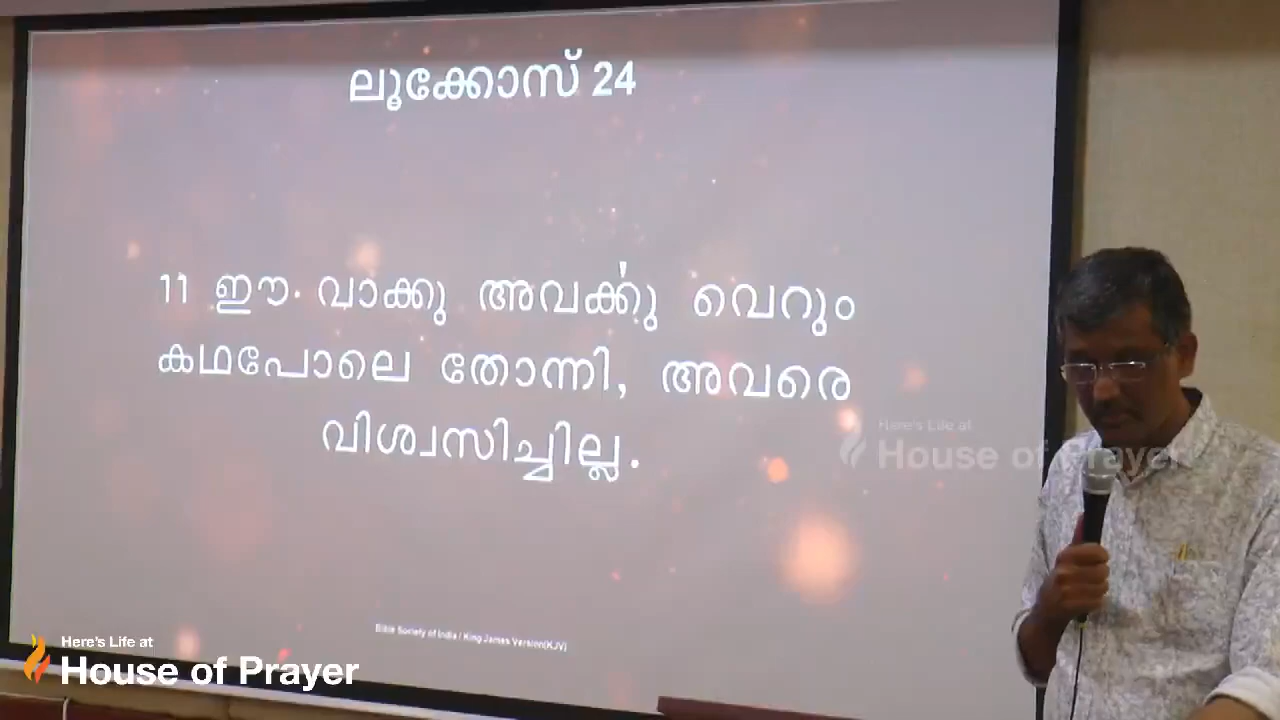 ലൂക്കോസ് 24
11 ഈ വാക്കു അവൎക്കു വെറും
കഥപോലെ തോന്നി, അവരെ
വിശ്വസിച്ചില്ല.
Here's Life at
House of Prayer
Bible Society of India / King James Version(KJV)
Here's Life at
House of Prayer